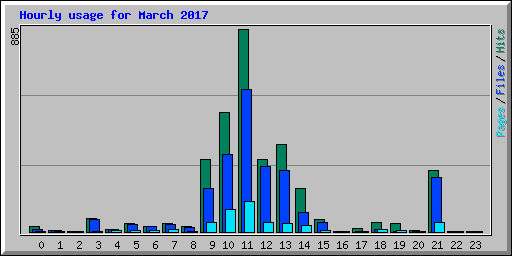 Hourly usage for March 2017
885
Pages/Files/Hits
0 1 2 3 4 5 6 7 8 9 10 11 12 13 14 15 16 17 18 19 20 21 22 23